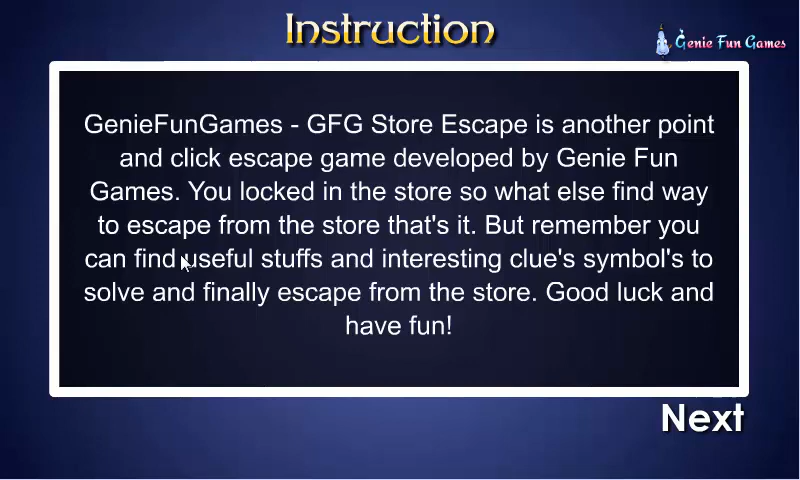 Instruction
Genie Fun Games
GenieFunGames - GFG Store Escape is another point
and click escape game developed by Genie Fun
Games. You locked in the store so what else find way
to escape from the store that's it. But remember you
can find useful stuffs and interesting clue's symbol's to
solve and finally escape from the store. Good luck and
have fun!
Next